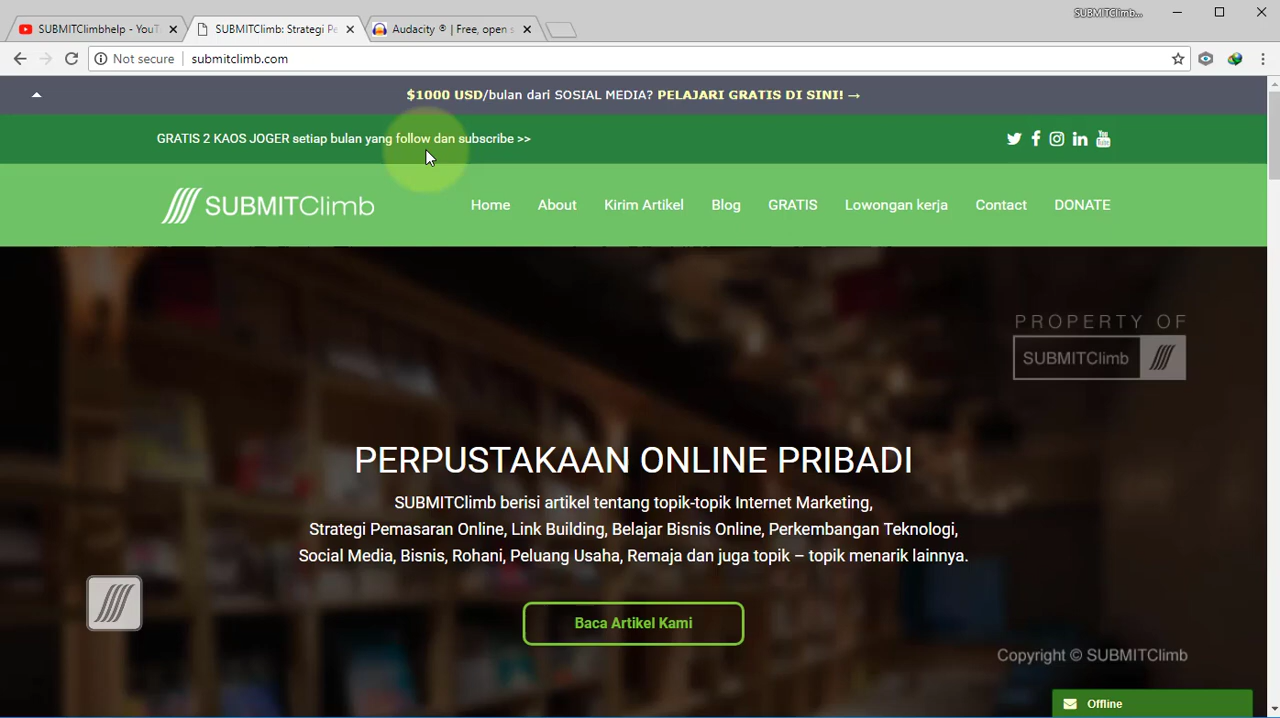 SUBMITClimb...
SUBMITClimbhelp - YouT
SUBMITClimb: Strategi Pe
Audacity ® | Free, open s
Not secure
submitclimb.com
$1000 USD/bulan dari SOSIAL MEDIA? PELAJARI GRATIS DI SINI! →
GRATIS 2 KAOS JOGER setiap bulan yang follow dan subscribe >>
You Tube
SUBMITClimb
Home
About
Kirim Artikel
Blog
GRATIS
Lowongan kerja
Contact
DONATE
PROPERTY OF
SUBMITClimb
PERPUSTAKAAN ONLINE PRIBADI
SUBMITClimb berisi artikel tentang topik-topik Internet Marketing,
Strategi Pemasaran Online, Link Building, Belajar Bisnis Online, Perkembangan Teknologi,
Social Media, Bisnis, Rohani, Peluang Usaha, Remaja dan juga topik – topik menarik lainnya.
Baca Artikel Kami
Copyright © SUBMITClimb
Offline